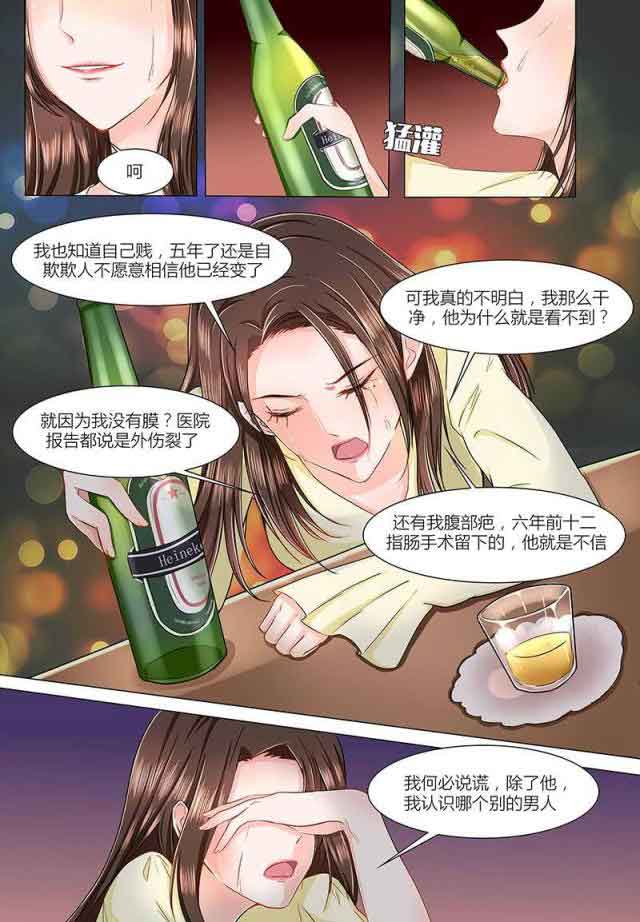 呵
Hei
猛灌
我也知道自己贱，五年了还是自
欺欺人不愿意相信他已经变了
可我真的不明白，我那么干
净，他为什么就是看不到？
就因为我没有膜？医院
报告都说是外伤裂了
还有我腹部疤，六年前十二
指肠手术留下的，他就是不信
Heineke
我何必说谎，除了他，
我认识哪个别的男人